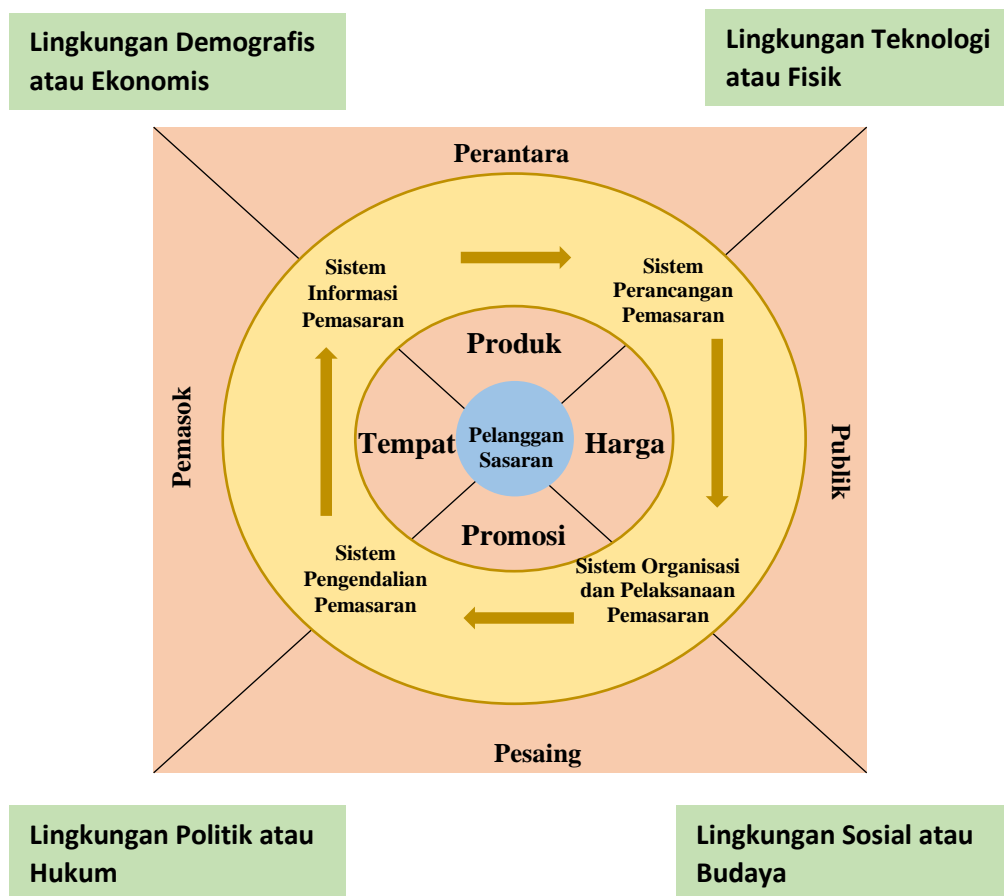 Lingkungan Demografis
atau Ekonomis
Lingkungan Teknologi
atau Fisik
Perantara
Sistem
Informasi
Pemasaran
Sistem
Perancangan
Pemasaran
Produk
Pemasok
Tempat
Pelanggan
Sasaran
Harga
Publik
Promosi
Sistem
Pengendalian
Pemasaran
Sistem Organisasi
dan Pelaksanaan
Pemasaran
Pesaing
Lingkungan Politik atau
Hukum
Lingkungan Sosial atau
Budaya